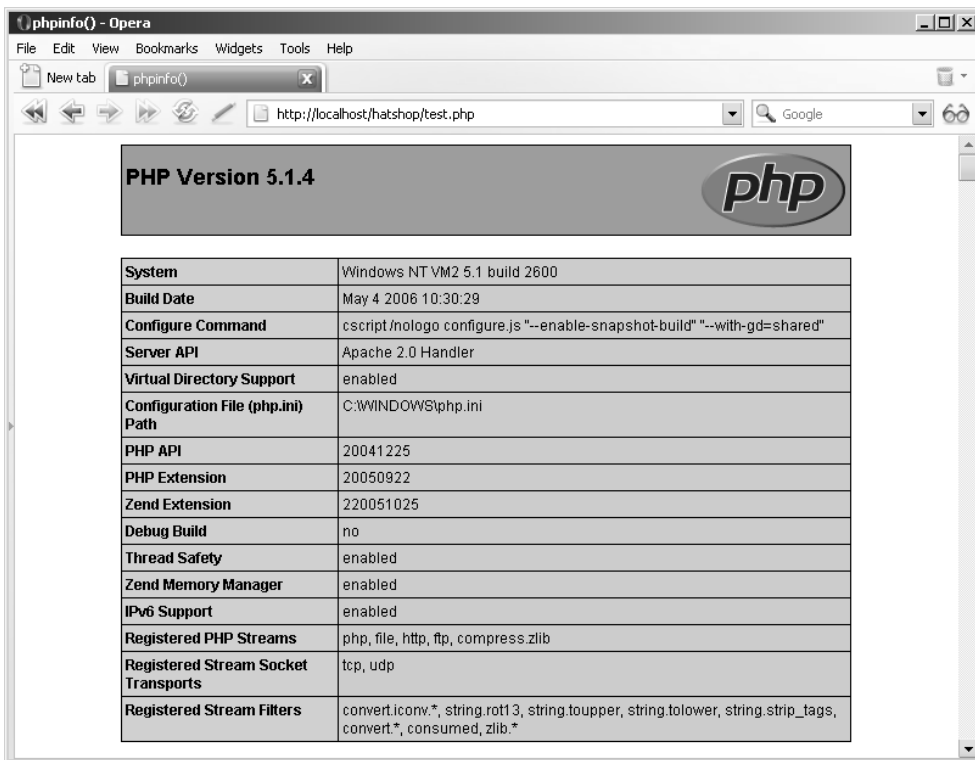 phpinfo() - Opera
File Edit View Bookmarks Widgets Tools Help
New tab phpinfo()
http://localhost/hatshop/test.php Google
PHP Version 5.1.4 php
System Windows NT VM2 5.1 build 2600
Build Date May 4 2006 10:30:29
Configure Command cscript /nologo configure.js "--enable-snapshot-build" "--with-gd=shared"
Server API Apache 2.0 Handler
Virtual Directory Support enabled
Configuration File (php.ini) C:\WINDOWS\php.ini
Path
PHP API 20041225
PHP Extension 20050922
Zend Extension 220051025
Debug Build no
Thread Safety enabled
Zend Memory Manager enabled
IPv6 Support enabled
Registered PHP Streams php, file, http, ftp, compress.zlib
Registered Stream Socket tcp, udp
Transports
Registered Stream Filters convert.iconv.*, string.rot13, string.toupper, string.tolower, string.strip_tags,
convert.*, consumed, zlib.*